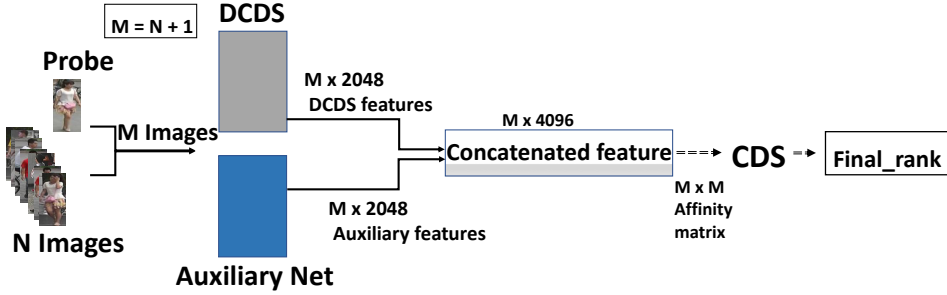 DCDS
M = N + 1
Probe
M x 2048
DCDS features
M Images
M x 4096
Concatenated feature
CDS
Final_rank
M x M
Affinity
matrix
M x 2048
Auxiliary features
N Images
Auxiliary Net